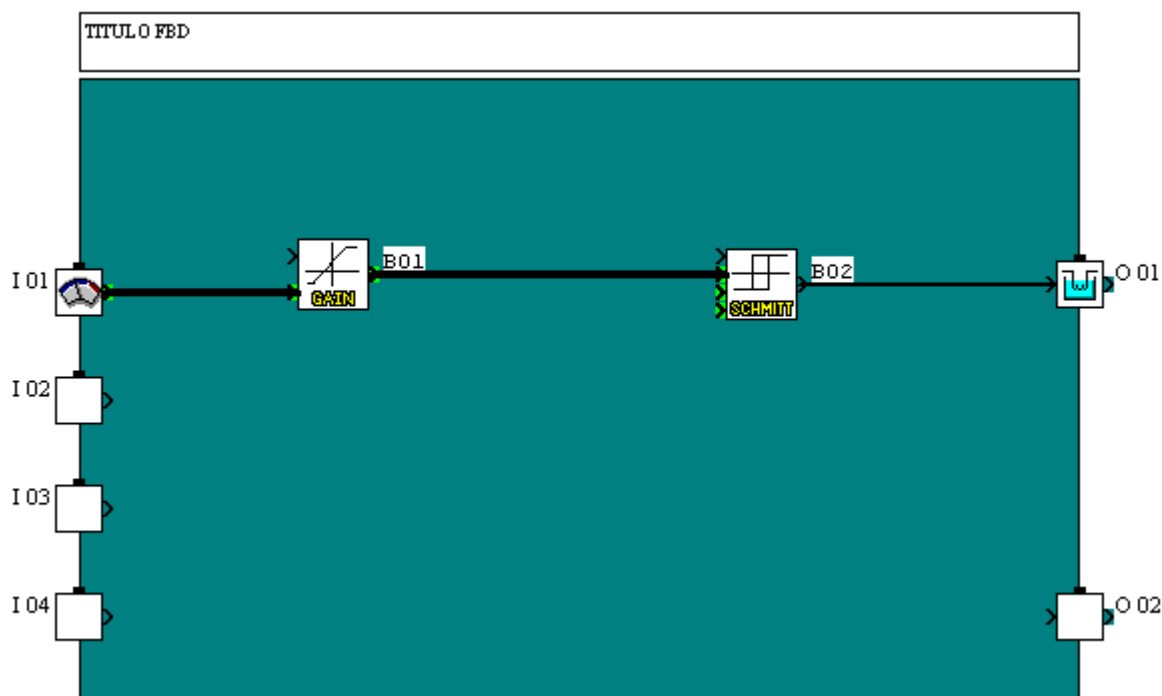 TITULO FBD
I 01
GAIN
B01
SCHMITT
B02
O 01
I 02
I 03
I 04
O 02